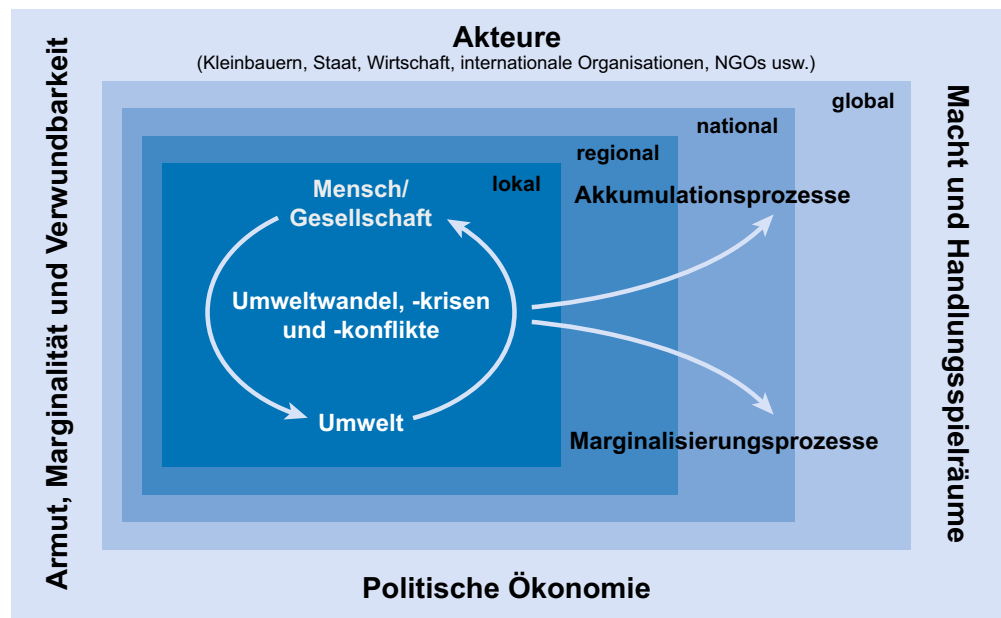 Akteure
(Kleinbauern, Staat, Wirtschaft, internationale Organisationen, NGOs usw.)
Armut, Marginalität und Verwundbarkeit
Macht und Handlungsspielräume
global
national
regional
lokal
Mensch/
Gesellschaft
Akkumulationsprozesse
Umweltwandel, -krisen
und -konflikte
Umwelt
Marginalisierungsprozesse
Politische Ökonomie